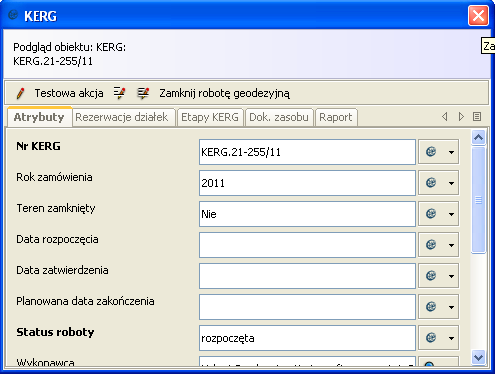 KERG
Podgląd obiektu: KERG:
KERG.21-255/11
Za
Testowa akcja Zamknij robotę geodezyjną
Atrybuty Rezerwacje działek Etapy KERG Dok. zasobu Raport
Nr KERG KERG.21-255/11
Rok zamówienia 2011
Teren zamknięty Nie
Data rozpoczęcia
Data zatwierdzenia
Planowana data zakończenia
Status roboty rozpoczęta
Wykonawca